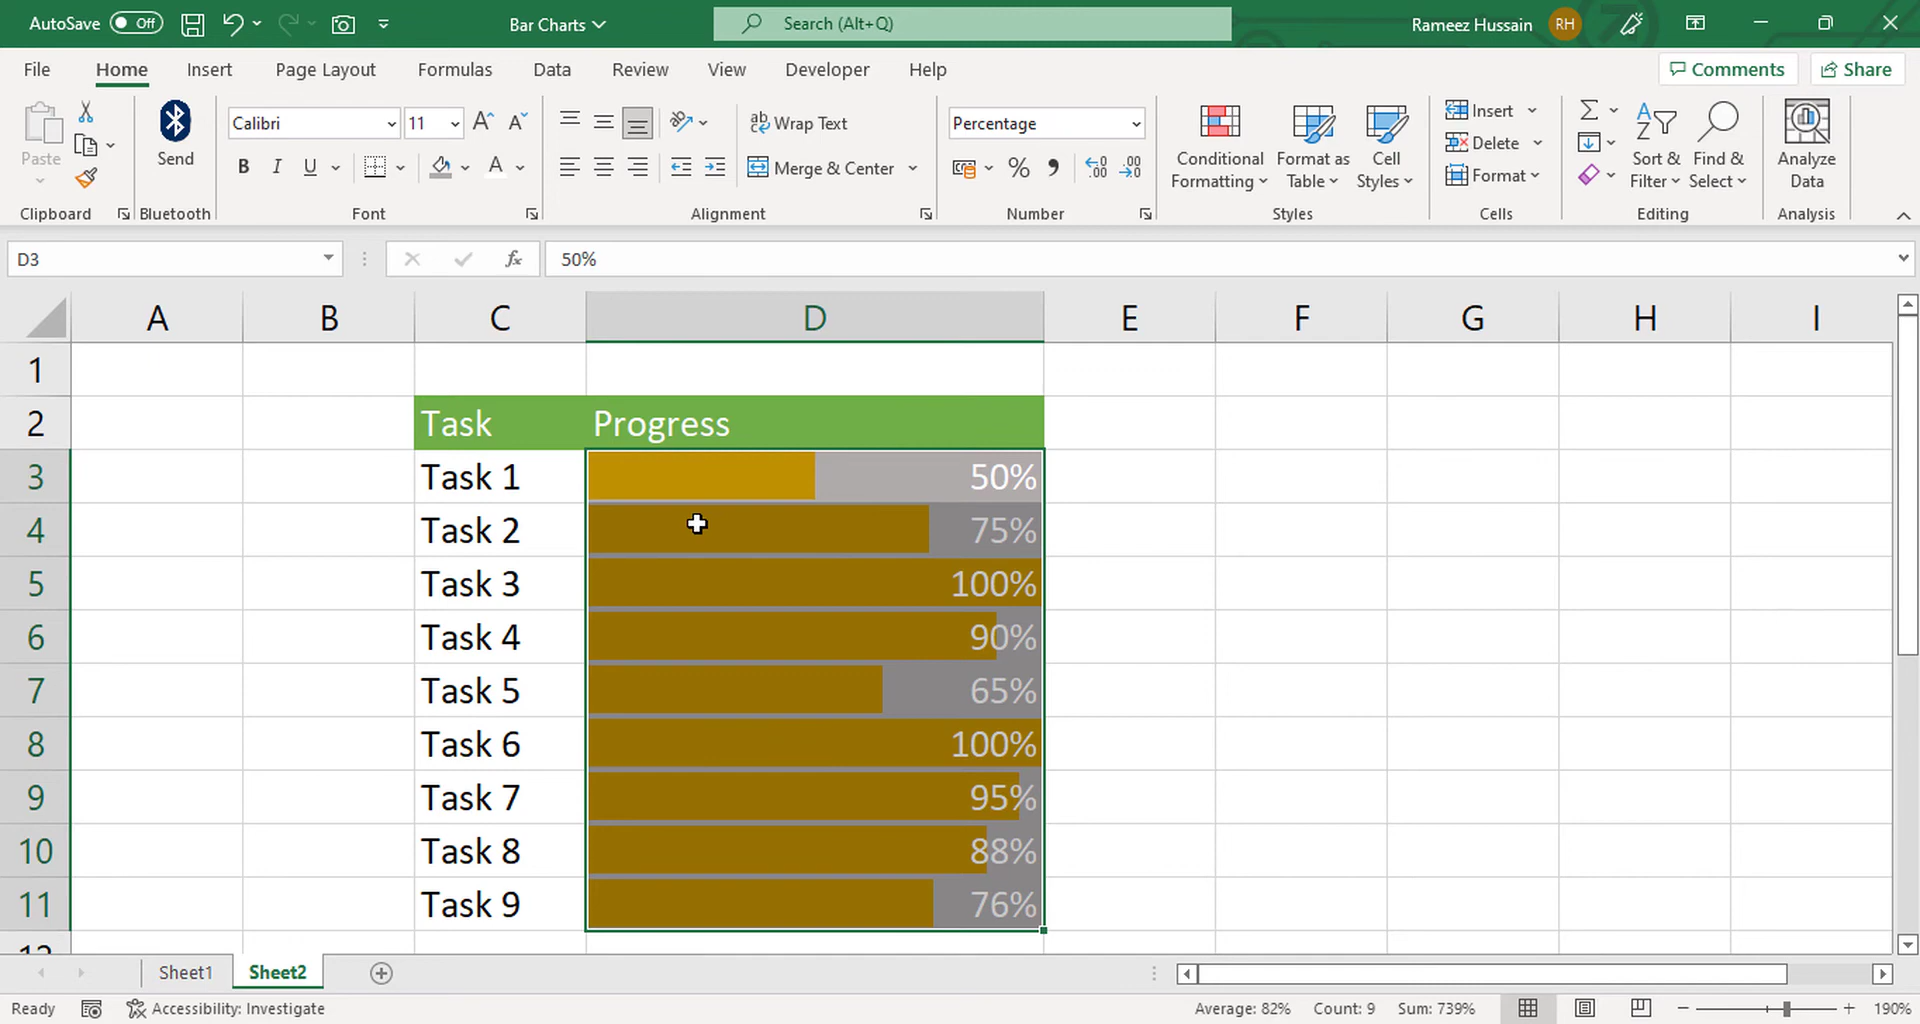 AutoSave Off Bar Charts Search (Alt+Q) Rameez Hussain RH
File Home Insert Page Layout Formulas Data Review View Developer Help Comments Share
Calibri 11 Wrap Text Percentage Insert
Paste Send B I U A Merge & Center % Conditional Formatting Format as Table Cell Styles Delete Format Sort & Filter Find & Select Analyze Data
Clipboard Bluetooth Font Alignment Number Styles Cells Editing Analysis
D3 fx 50%
A B C D E F G H I
1
2 Task Progress
3 Task 1 50%
4 Task 2 75%
5 Task 3 100%
6 Task 4 90%
7 Task 5 65%
8 Task 6 100%
9 Task 7 95%
10 Task 8 88%
11 Task 9 76%
12
Sheet1 Sheet2
Ready Accessibility: Investigate Average: 82% Count: 9 Sum: 739% 190%